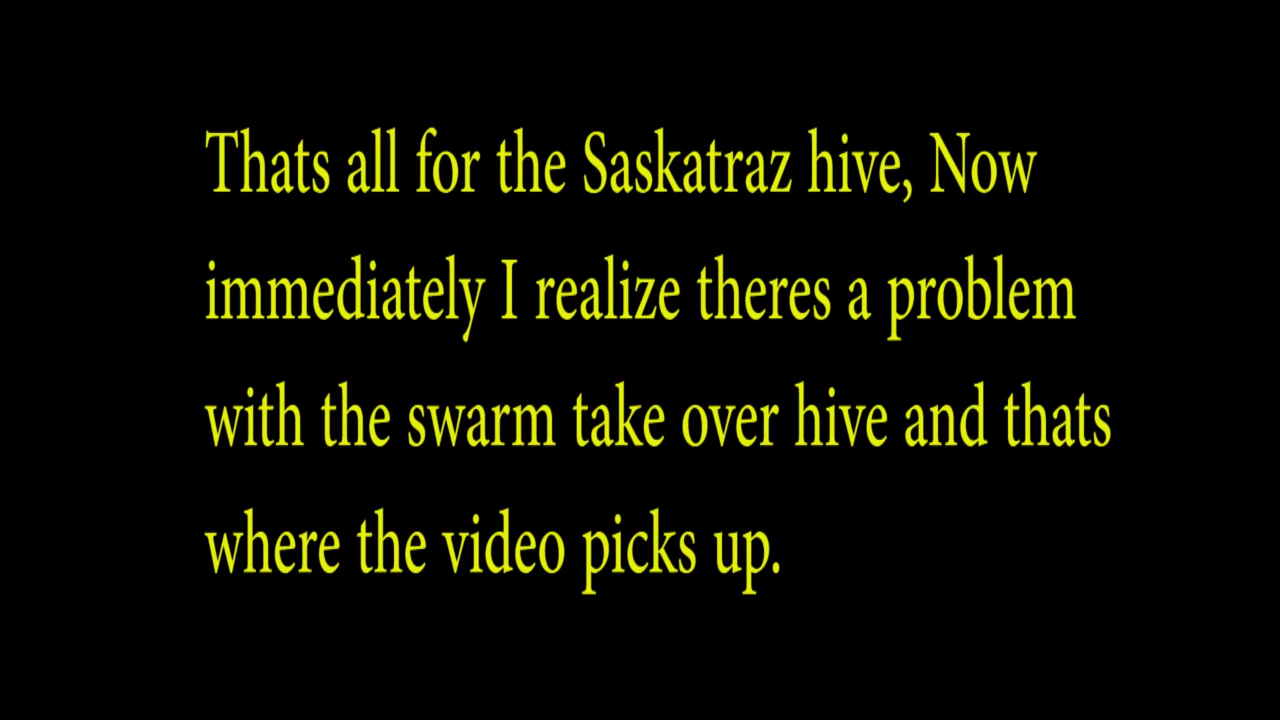 Thats all for the Saskatraz hive, Now
immediately I realize theres a problem
with the swarm take over hive and thats
where the video picks up.